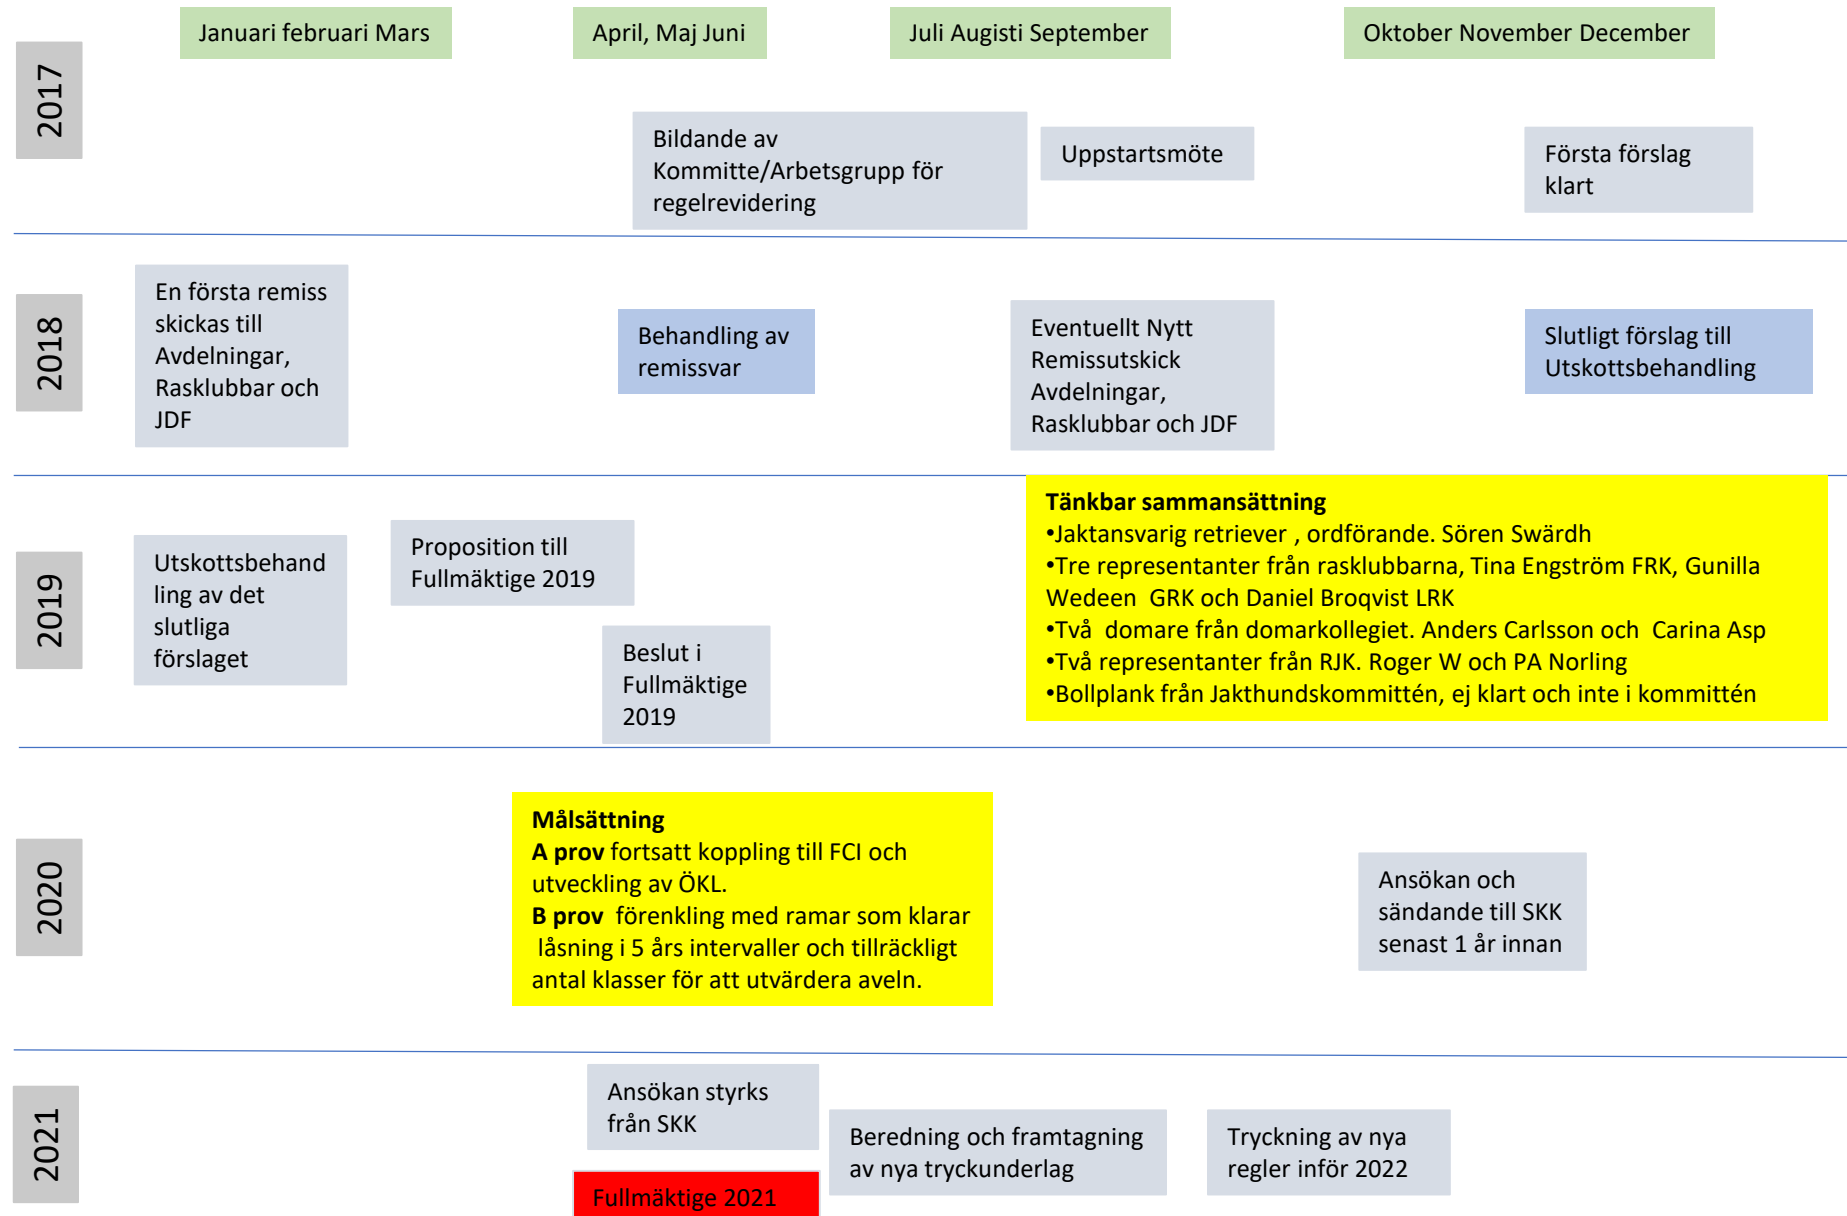 Januari februari Mars
April, Maj Juni
Juli Augisti September
Oktober November December
2017
Bildande av
Kommitte/Arbetsgrupp för
regelrevidering
Uppstartsmöte
Första förslag
klart
2018
En första remiss
skickas till
Avdelningar,
Rasklubbar och
JDF
Behandling av
remissvar
Eventuellt Nytt
Remissutskick
Avdelningar,
Rasklubbar och JDF
Slutligt förslag till
Utskottsbehandling
2019
Utskottsbehand
ling av det
slutliga
förslaget
Proposition till
Fullmäktige 2019
Beslut i
Fullmäktige
2019
Tänkbar sammansättning
•Jaktansvarig retriever , ordförande. Sören Swärdh
•Tre representanter från rasklubbarna, Tina Engström FRK, Gunilla
Wedeen  GRK och Daniel Broqvist LRK
•Två  domare från domarkollegiet. Anders Carlsson och  Carina Asp
•Två representanter från RJK. Roger W och PA Norling
•Bollplank från Jakthundskommittén, ej klart och inte i kommittén
2020
Målsättning
A prov fortsatt koppling till FCI och
utveckling av ÖKL.
B prov  förenkling med ramar som klarar
låsning i 5 års intervaller och tillräckligt
antal klasser för att utvärdera aveln.
Ansökan och
sändande till SKK
senast 1 år innan
2021
Ansökan styrks
från SKK
Fullmäktige 2021
Beredning och framtagning
av nya tryckunderlag
Tryckning av nya
regler inför 2022